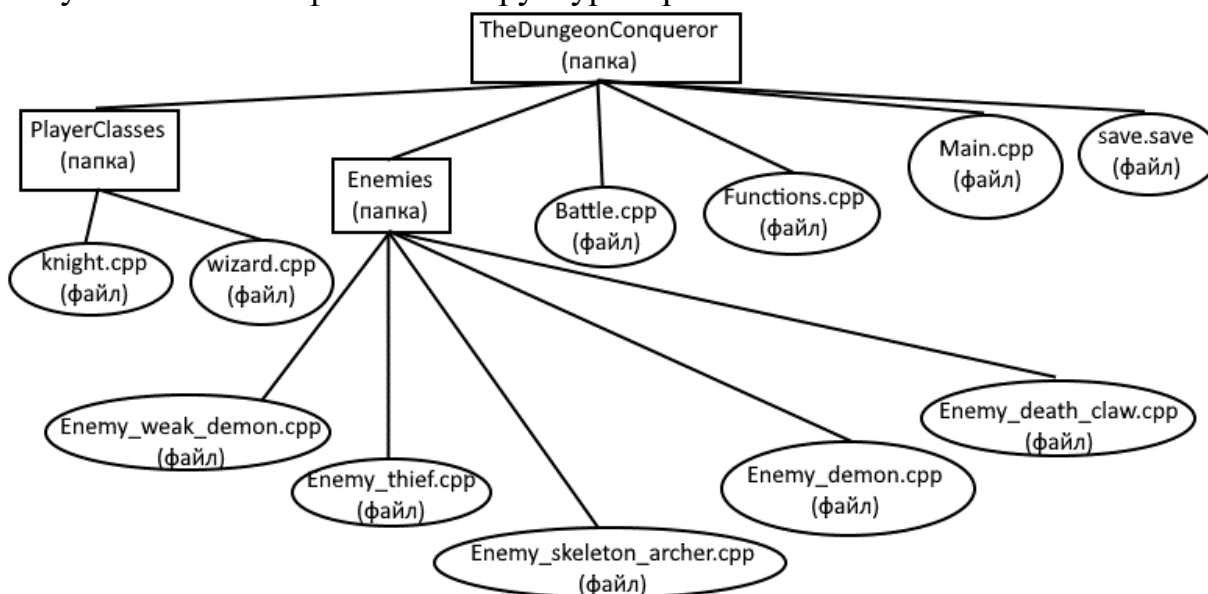 TheDungeonConqueror
(папка)
PlayerClasses
(папка)
Enemies
(папка)
Battle.cpp
(файл)
Functions.cpp
(файл)
Main.cpp
(файл)
save.save
(файл)
knight.cpp
(файл)
wizard.cpp
(файл)
Enemy_weak_demon.cpp
(файл)
Enemy_thief.cpp
(файл)
Enemy_skeleton_archer.cpp
(файл)
Enemy_demon.cpp
(файл)
Enemy_death_claw.cpp
(файл)